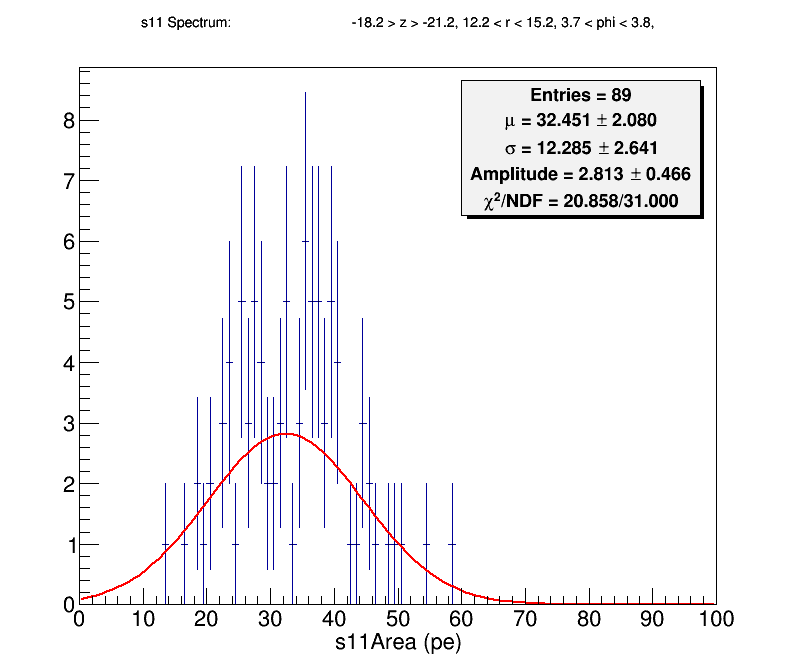 s11 Spectrum: -18.2 > z > -21.2, 12.2 < r < 15.2, 3.7 < phi < 3.8,
Entries = 89
μ = 32.451 ± 2.080
σ = 12.285 ± 2.641
Amplitude = 2.813 ± 0.466
χ²/NDF = 20.858/31.000
8
7
6
5
4
3
2
1
0
0 10 20 30 40 50 60 70 80 90 100
s11Area (pe)